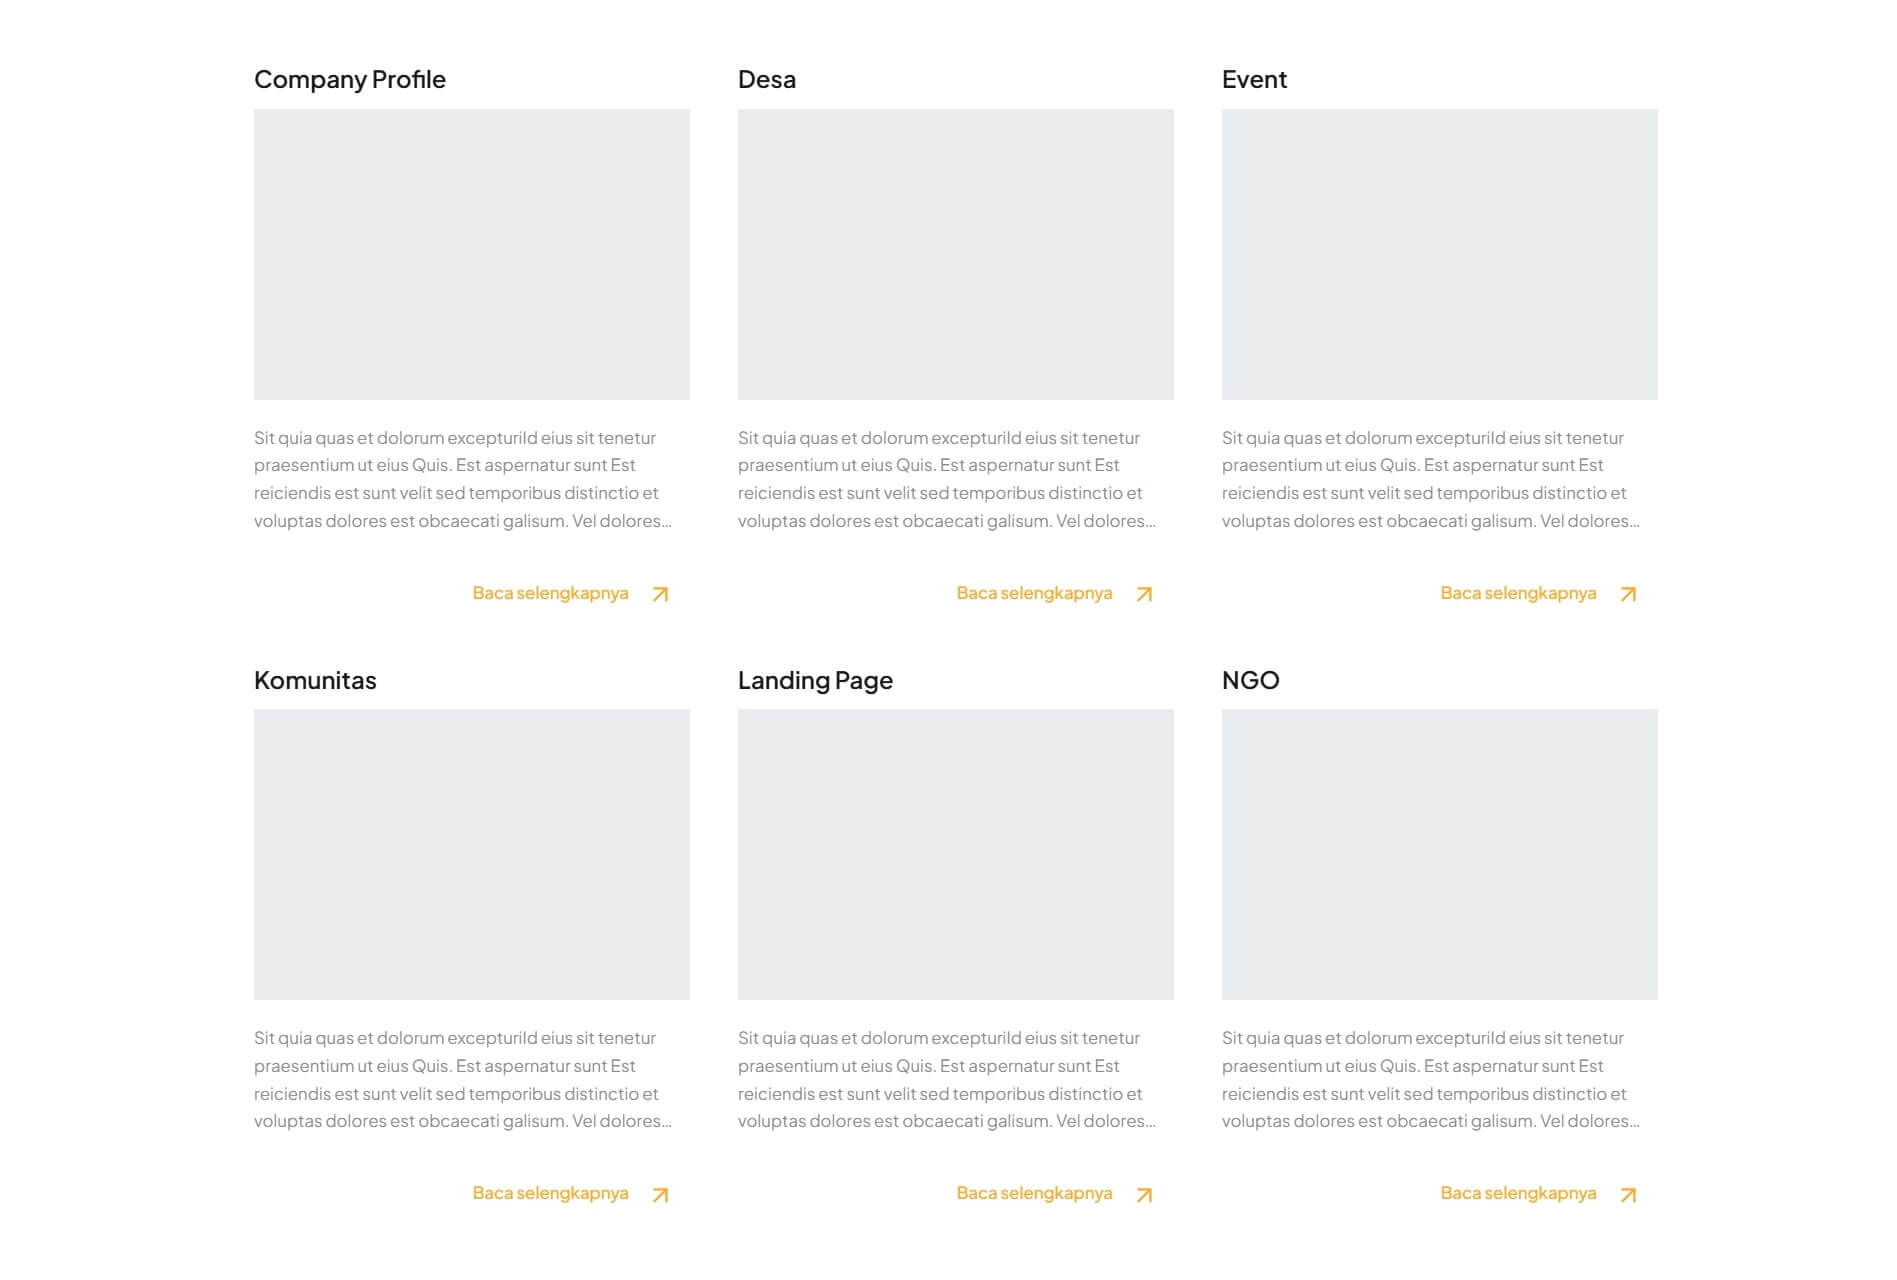 Company Profile
Sit quia quas et dolorum excepturiId eius sit tenetur
praesentium ut eius Quis. Est aspernatur sunt Est
reiciendis est sunt velit sed temporibus distinctio et
voluptas dolores est obcaecati galisum. Vel dolores...
Baca selengkapnya
Desa
Sit quia quas et dolorum excepturiId eius sit tenetur
praesentium ut eius Quis. Est aspernatur sunt Est
reiciendis est sunt velit sed temporibus distinctio et
voluptas dolores est obcaecati galisum. Vel dolores...
Baca selengkapnya
Event
Sit quia quas et dolorum excepturiId eius sit tenetur
praesentium ut eius Quis. Est aspernatur sunt Est
reiciendis est sunt velit sed temporibus distinctio et
voluptas dolores est obcaecati galisum. Vel dolores...
Baca selengkapnya
Komunitas
Sit quia quas et dolorum excepturiId eius sit tenetur
praesentium ut eius Quis. Est aspernatur sunt Est
reiciendis est sunt velit sed temporibus distinctio et
voluptas dolores est obcaecati galisum. Vel dolores...
Baca selengkapnya
Landing Page
Sit quia quas et dolorum excepturiId eius sit tenetur
praesentium ut eius Quis. Est aspernatur sunt Est
reiciendis est sunt velit sed temporibus distinctio et
voluptas dolores est obcaecati galisum. Vel dolores...
Baca selengkapnya
NGO
Sit quia quas et dolorum excepturiId eius sit tenetur
praesentium ut eius Quis. Est aspernatur sunt Est
reiciendis est sunt velit sed temporibus distinctio et
voluptas dolores est obcaecati galisum. Vel dolores...
Baca selengkapnya